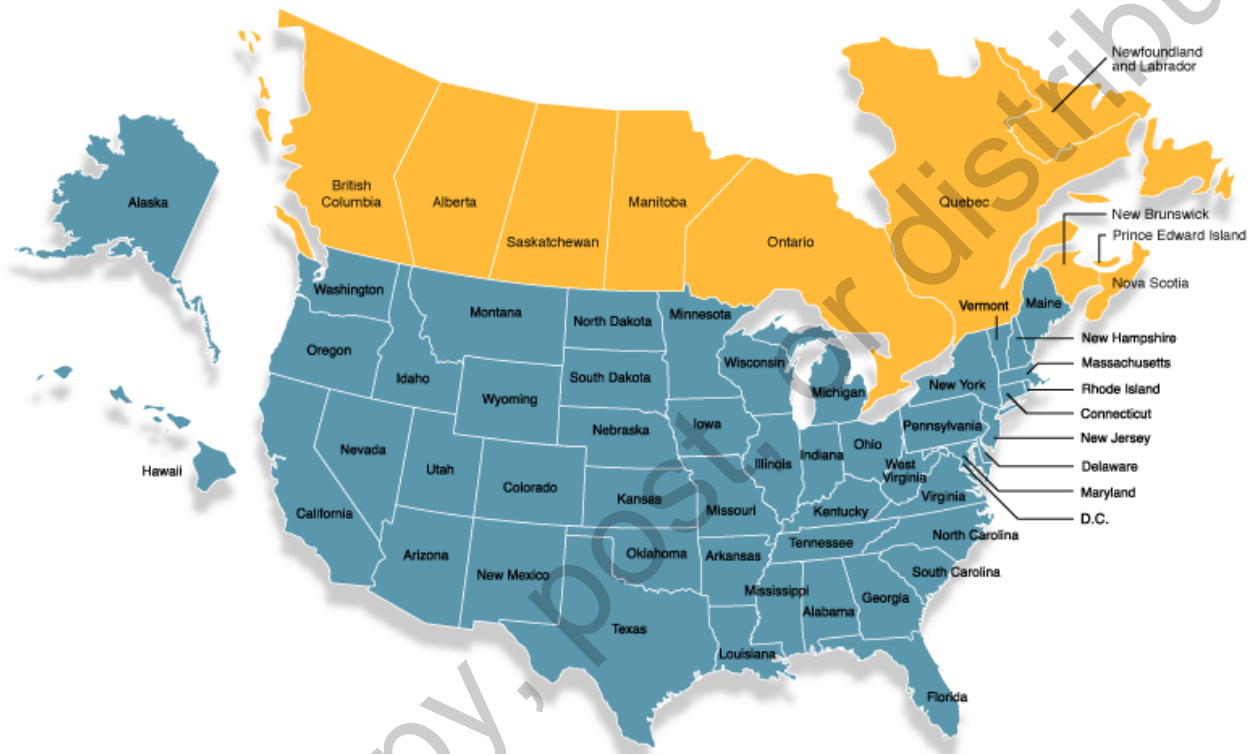 Newfoundland
and Labrador
Alaska
British
Columbia
Alberta
Saskatchewan
Manitoba
Ontario
Quebec
New Brunswick
Prince Edward Island
Nova Scotia
Washington
Montana
North Dakota
Minnesota
Vermont
Maine
Oregon
Idaho
Wyoming
South Dakota
Wisconsin
Michigan
New York
New Hampshire
Massachusetts
Rhode Island
Connecticut
New Jersey
Delaware
Maryland
D.C.
Nebraska
Iowa
Illinois
Indiana
Ohio
Pennsylvania
West
Virginia
Virginia
Hawaii
Nevada
Utah
Colorado
Kansas
Missouri
Kentucky
California
Arizona
New Mexico
Oklahoma
Arkansas
Tennessee
North Carolina
South Carolina
Mississippi
Alabama
Georgia
Texas
Louisiana
Florida
py, post, or distribu